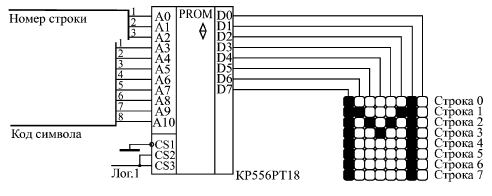 Номер строки
1
2
3
A0
A1
A2
A3
A4
A5
A6
A7
A8
A9
A10
1
2
3
4
5
6
7
8
Код символа
CS1
CS2
CS3
Лог.1
PROM
D0
D1
D2
D3
D4
D5
D6
D7
КР556РТ18
Строка 0
Строка 1
Строка 2
Строка 3
Строка 4
Строка 5
Строка 6
Строка 7